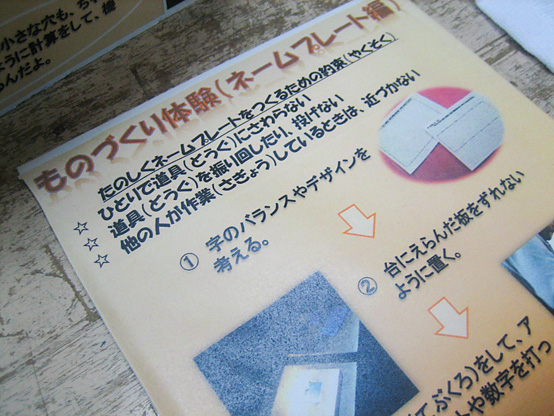 小さな穴も、ち
ように計算をして、機
るんだよ。
ものづくり体験(ネームプレート編)
たのしくネームプレートをつくるための約束(やくそく)
☆ ひとりで道具(どうぐ)にさわらない
☆ 道具(どうぐ)を振り回したり、投げない
☆ 他の人が作業(さぎょう)しているときは、近づかない
① 字のバランスやデザインを
考える。
② 台にえらんだ板をずれない
ように置く。
てぶくろ)をして、ア
や数字を打っ